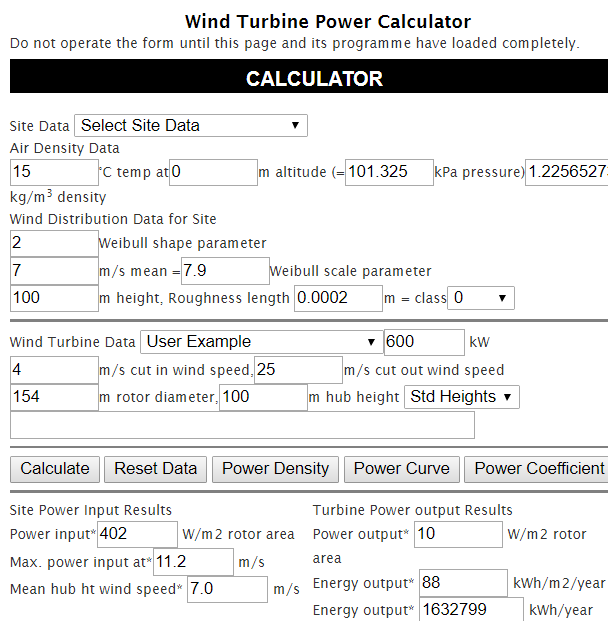 Wind Turbine Power Calculator
Do not operate the form until this page and its programme have loaded completely.
CALCULATOR
Site Data Select Site Data
Air Density Data
15 °C temp at 0 m altitude (= 101.325 kPa pressure) 1.2256527
kg/m3 density
Wind Distribution Data for Site
2 Weibull shape parameter
7 m/s mean = 7.9 Weibull scale parameter
100 m height, Roughness length 0.0002 m = class 0
Wind Turbine Data User Example 600 kW
4 m/s cut in wind speed, 25 m/s cut out wind speed
154 m rotor diameter, 100 m hub height Std Heights
Calculate Reset Data Power Density Power Curve Power Coefficient
Site Power Input Results
Power input* 402 W/m2 rotor area
Max. power input at* 11.2 m/s
Mean hub ht wind speed* 7.0 m/s
Turbine Power output Results
Power output* 10 W/m2 rotor
area
Energy output* 88 kWh/m2/year
Energy output* 1632799 kWh/year